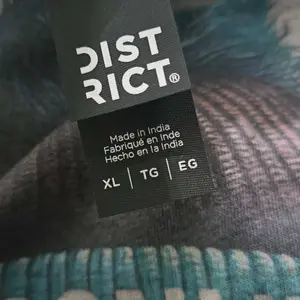 DIST
RICT®
Made in India
Fabriqué en Inde
Hecho en la India
XL | TG | EG